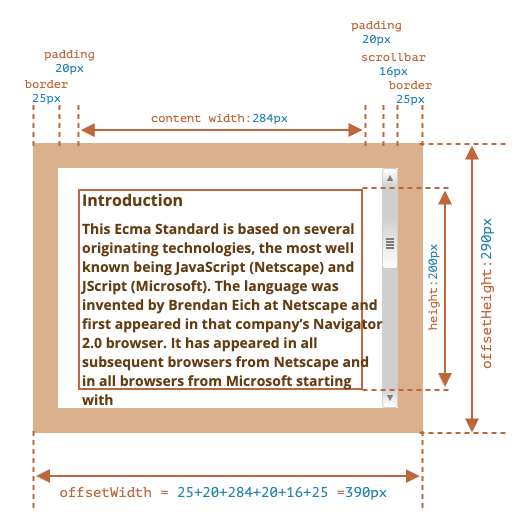 padding
20px
scrollbar
16px
padding
20px
border
25px
border
25px
content width:284px
Introduction
This Ecma Standard is based on several
originating technologies, the most well
known being JavaScript (Netscape) and
JScript (Microsoft). The language was
invented by Brendan Eich at Netscape and
first appeared in that company’s Navigator
2.0 browser. It has appeared in all
subsequent browsers from Netscape and
in all browsers from Microsoft starting
with
height:200px
offsetHeight:290px
offsetWidth = 25+20+284+20+16+25 =390px